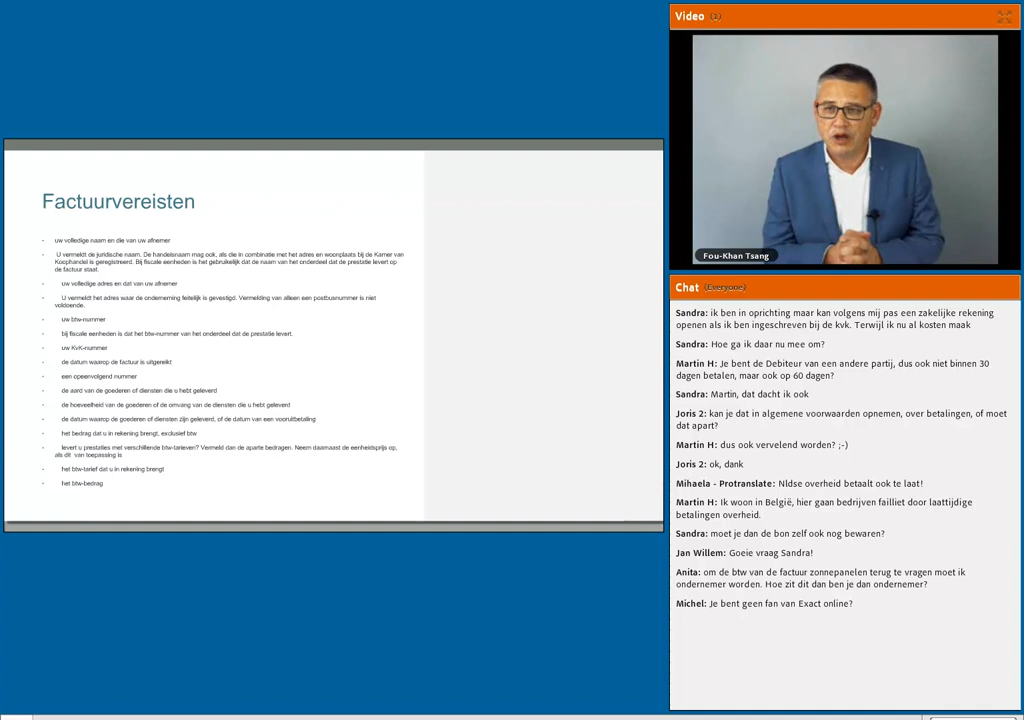 Factuurvereisten
• uw volledige naam en die van uw afnemer
• U vermeldt de juridische naam. De handelsnaam mag ook, als die in combinatie met het adres en woonplaats bij de Kamer van
Koophandel is geregistreerd. Bij fiscale eenheden is het gebruikelijk dat de naam van het onderdeel dat de prestatie levert op
de factuur staat.
• uw volledige adres en dat van uw afnemer
• U vermeldt het adres waar de onderneming feitelijk is gevestigd. Vermelding van alleen een postbusnummer is niet
voldoende.
• uw btw-nummer
• bij fiscale eenheden is dat het btw-nummer van het onderdeel dat de prestatie levert.
• uw KvK-nummer
• de datum waarop de factuur is uitgereikt
• een opeenvolgend nummer
• de aard van de goederen of diensten die u hebt geleverd
• de hoeveelheid van de goederen of de omvang van de diensten die u hebt geleverd
• de datum waarop de goederen of diensten zijn geleverd, of de datum van een vooruitbetaling
• het bedrag dat u in rekening brengt, exclusief btw
• levert u prestaties met verschillende btw-tarieven? Vermeld dan de aparte bedragen. Neem daarnaast de eenheidsprijs op,
als dit van toepassing is
• het btw-tarief dat u in rekening brengt
• het btw-bedrag
Video (1)
Fou-Khan Tsang
Chat (Everyone)
Sandra: ik ben in oprichting maar kan volgens mij pas een zakelijke rekening
openen als ik ben ingeschreven bij de kvk. Terwijl ik nu al kosten maak
Sandra: Hoe ga ik daar nu mee om?
Martin H: Je bent de Debiteur van een andere partij, dus ook niet binnen 30
dagen betalen, maar ook op 60 dagen?
Sandra: Martin, dat dacht ik ook
Joris 2: kan je dat in algemene voorwaarden opnemen, over betalingen, of moet
dat apart?
Martin H: dus ook vervelend worden? ;-)
Joris 2: ok, dank
Mihaela - Protranslate: Nldse overheid betaalt ook te laat!
Martin H: Ik woon in België, hier gaan bedrijven failliet door laattijdige
betalingen overheid.
Sandra: moet je dan de bon zelf ook nog bewaren?
Jan Willem: Goeie vraag Sandra!
Anita: om de btw van de factuur zonnepanelen terug te vragen moet ik
ondernemer worden. Hoe zit dit dan ben je dan ondernemer?
Michel: Je bent geen fan van Exact online?